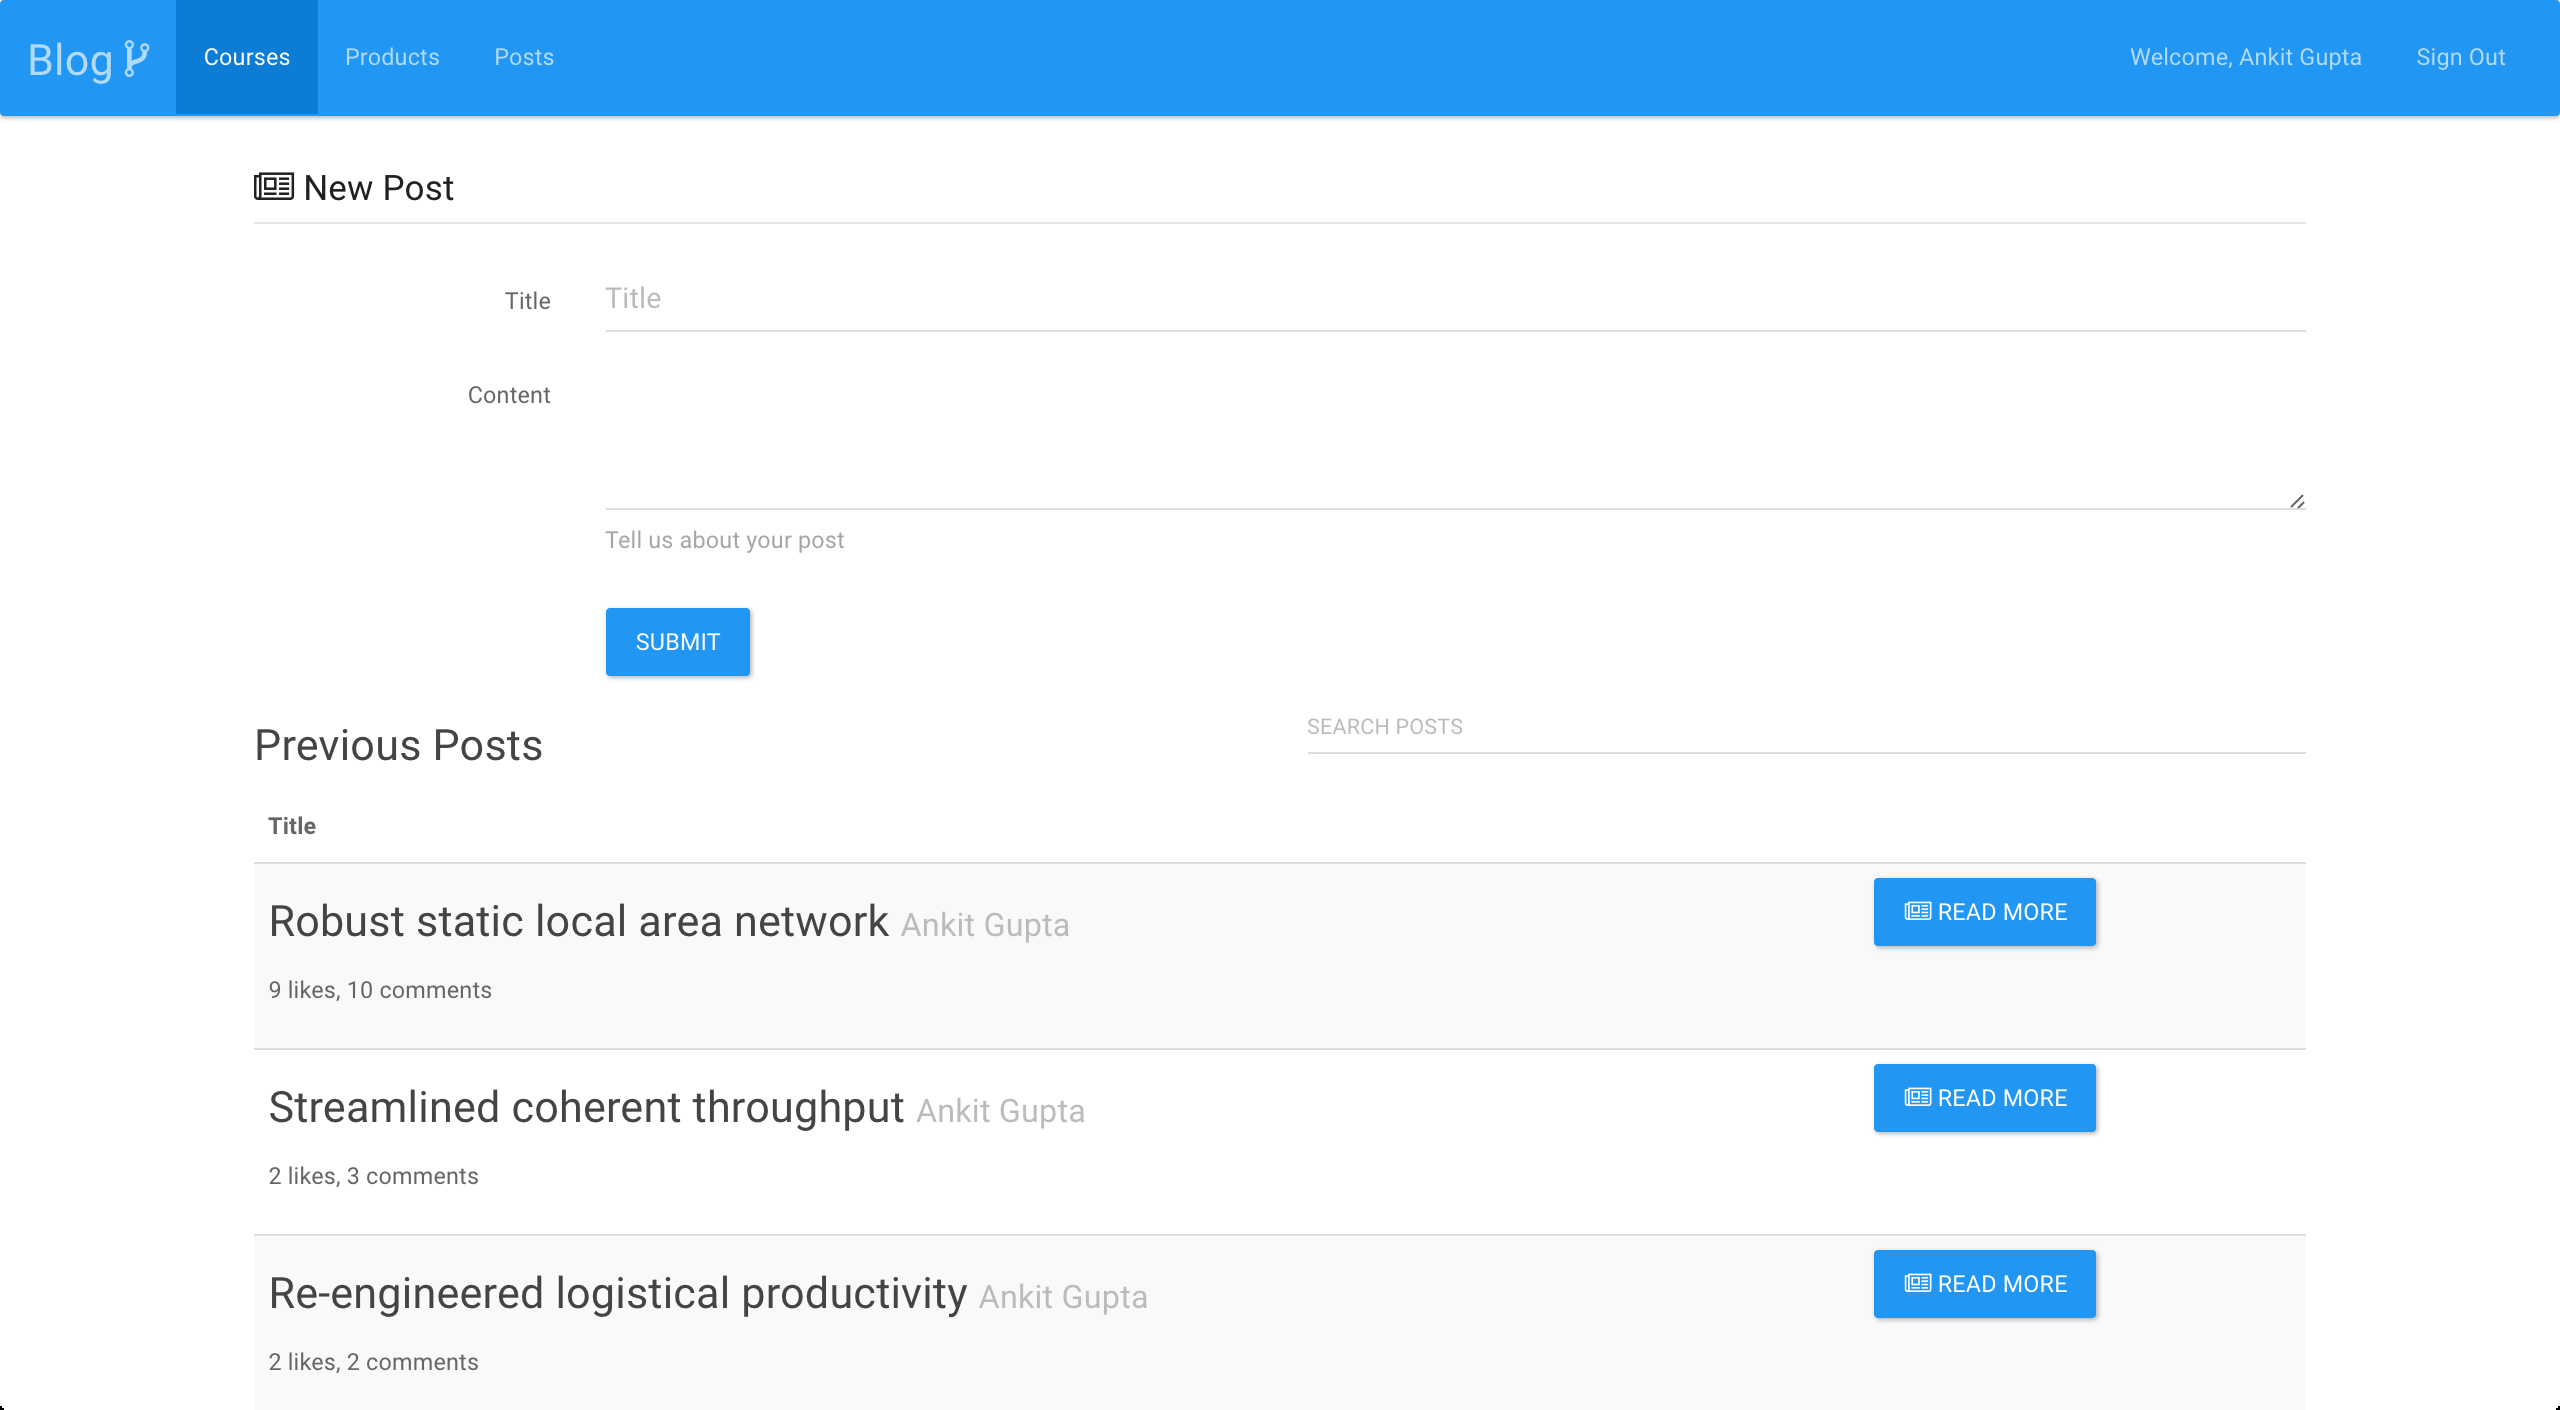 Blog Courses Products Posts Welcome, Ankit Gupta Sign Out
New Post
Title Title
Content
Tell us about your post
SUBMIT
Previous Posts SEARCH POSTS
Title
Robust static local area network Ankit Gupta READ MORE
9 likes, 10 comments
Streamlined coherent throughput Ankit Gupta READ MORE
2 likes, 3 comments
Re-engineered logistical productivity Ankit Gupta READ MORE
2 likes, 2 comments